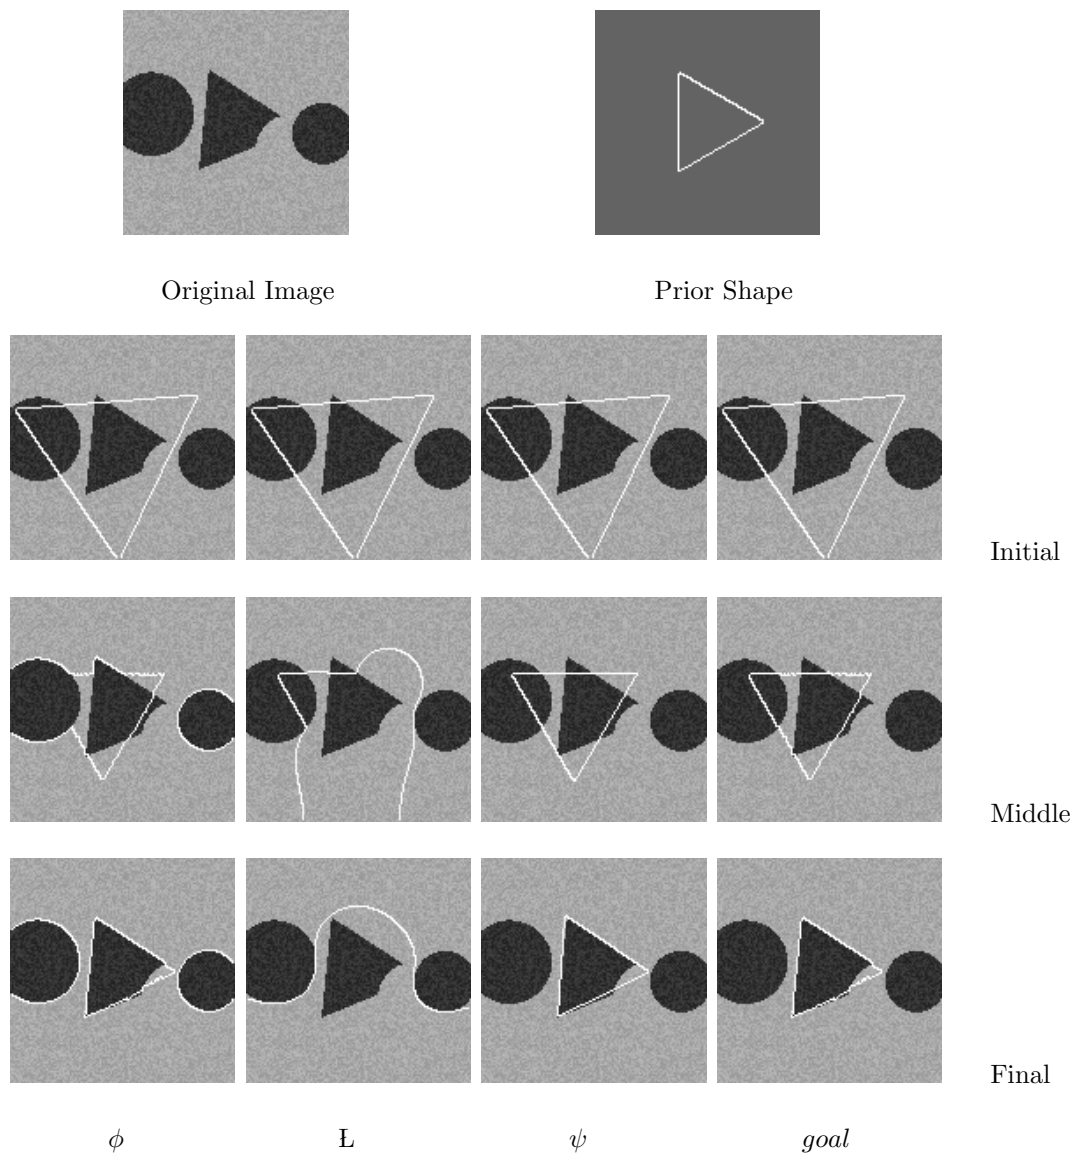 Original Image
Prior Shape
Initial
Middle
Final
ϕ Ł ψ goal